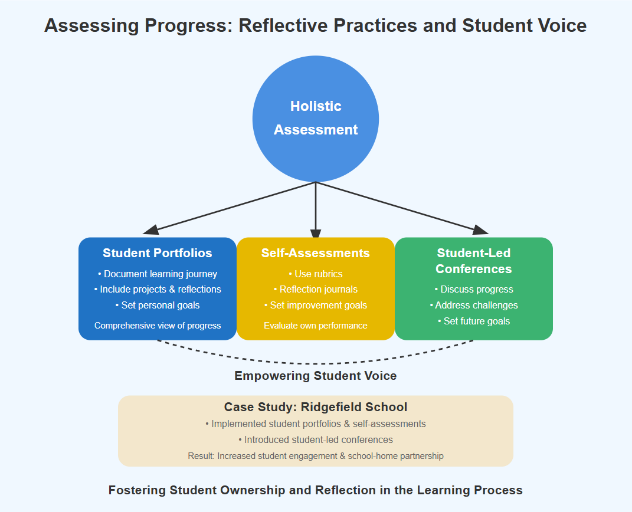 Assessing Progress: Reflective Practices and Student Voice
Holistic
Assessment
Student Portfolios
• Document learning journey
• Include projects & reflections
• Set personal goals
Comprehensive view of progress
Self-Assessments
• Use rubrics
• Reflection journals
• Set improvement goals
Evaluate own performance
Student-Led
Conferences
• Discuss progress
• Address challenges
• Set future goals
Empowering Student Voice
Case Study: Ridgefield School
• Implemented student portfolios & self-assessments
• Introduced student-led conferences
Result: Increased student engagement & school-home partnership
Fostering Student Ownership and Reflection in the Learning Process